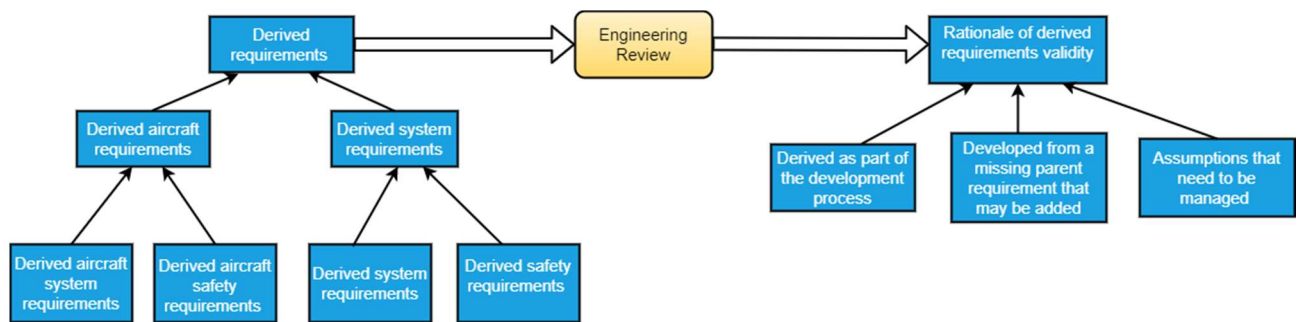 Derived
requirements
Engineering
Review
Rationale of derived
requirements validity
Derived aircraft
requirements
Derived system
requirements
Derived as part of
the development
process
Developed from a
missing parent
requirement that
may be added
Assumptions that
need to be
managed
Derived aircraft
system
requirements
Derived aircraft
safety
requirements
Derived system
requirements
Derived safety
requirements